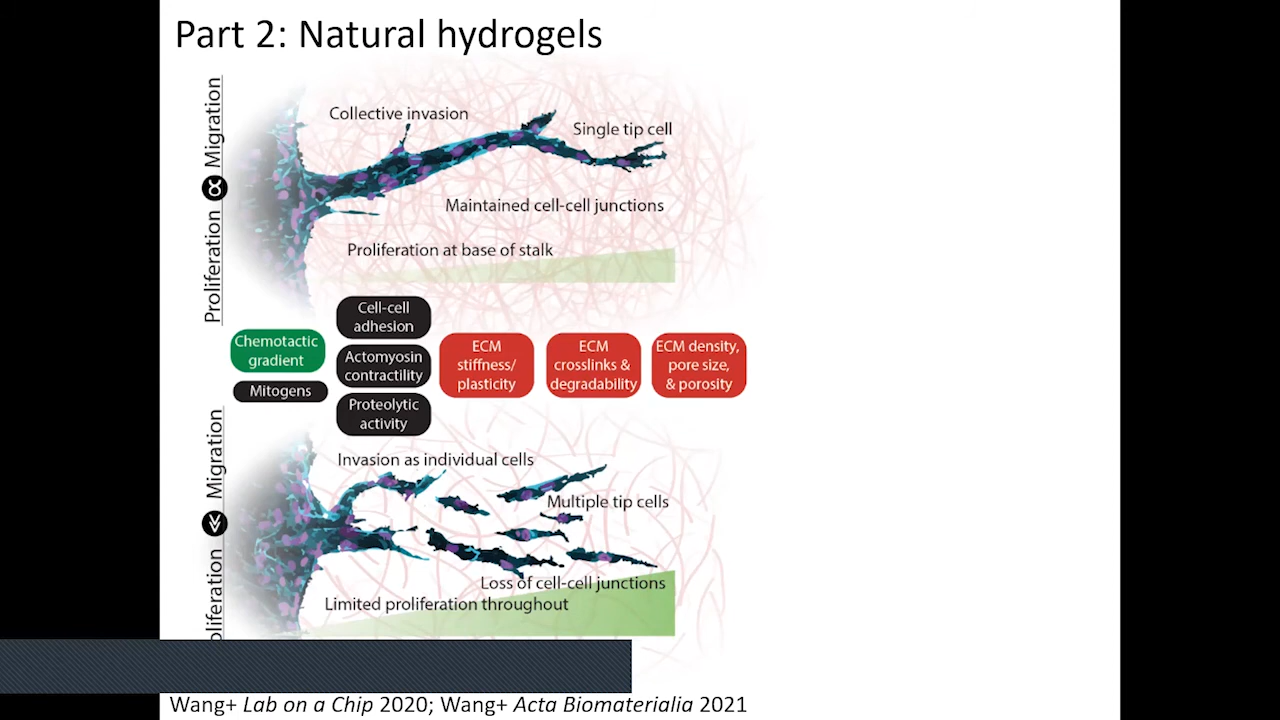 Part 2: Natural hydrogels
Proliferation ∝ Migration
Collective invasion
Single tip cell
Maintained cell-cell junctions
Proliferation at base of stalk
Chemotactic
gradient
Mitogens
Cell-cell
adhesion
Actomyosin
contractility
Proteolytic
activity
ECM
stiffness/
plasticity
ECM
crosslinks &
degradability
ECM density,
pore size,
& porosity
oliferation ≪ Migration
Invasion as individual cells
Multiple tip cells
Loss of cell-cell junctions
Limited proliferation throughout
Wang+ Lab on a Chip 2020; Wang+ Acta Biomaterialia 2021